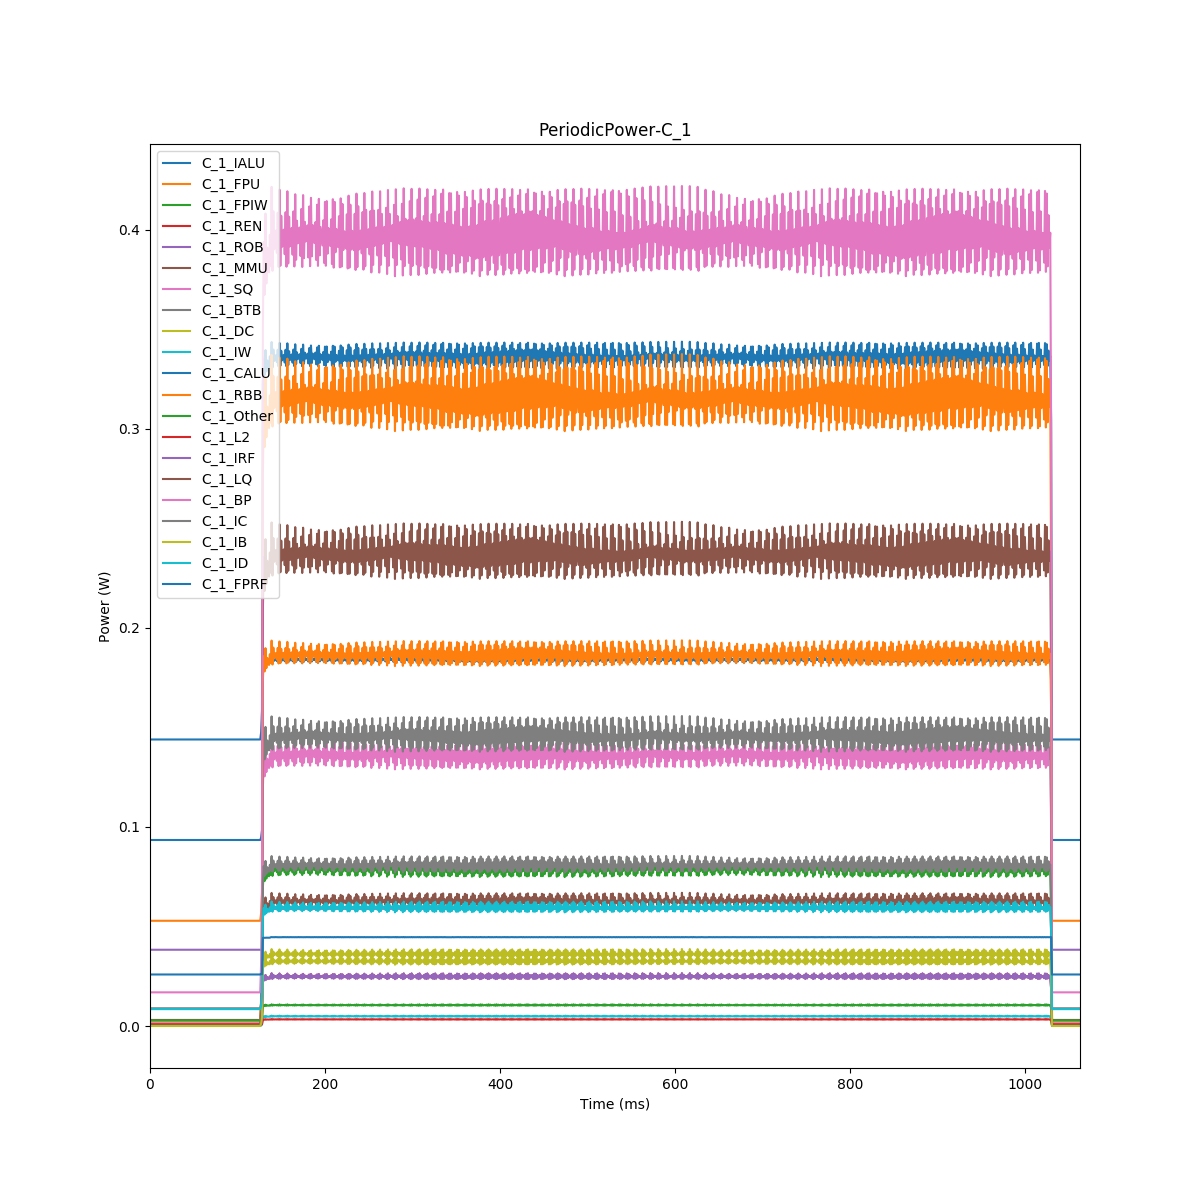 PeriodicPower-C_1
C_1_IALU
C_1_FPU
C_1_FPIW
C_1_REN
C_1_ROB
C_1_MMU
C_1_SQ
C_1_BTB
C_1_DC
C_1_IW
C_1_CALU
C_1_RBB
C_1_Other
C_1_L2
C_1_IRF
C_1_LQ
C_1_BP
C_1_IC
C_1_IB
C_1_ID
C_1_FPRF
Power (W)
0.4
0.3
0.2
0.1
0.0
0 200 400 600 800 1000
Time (ms)